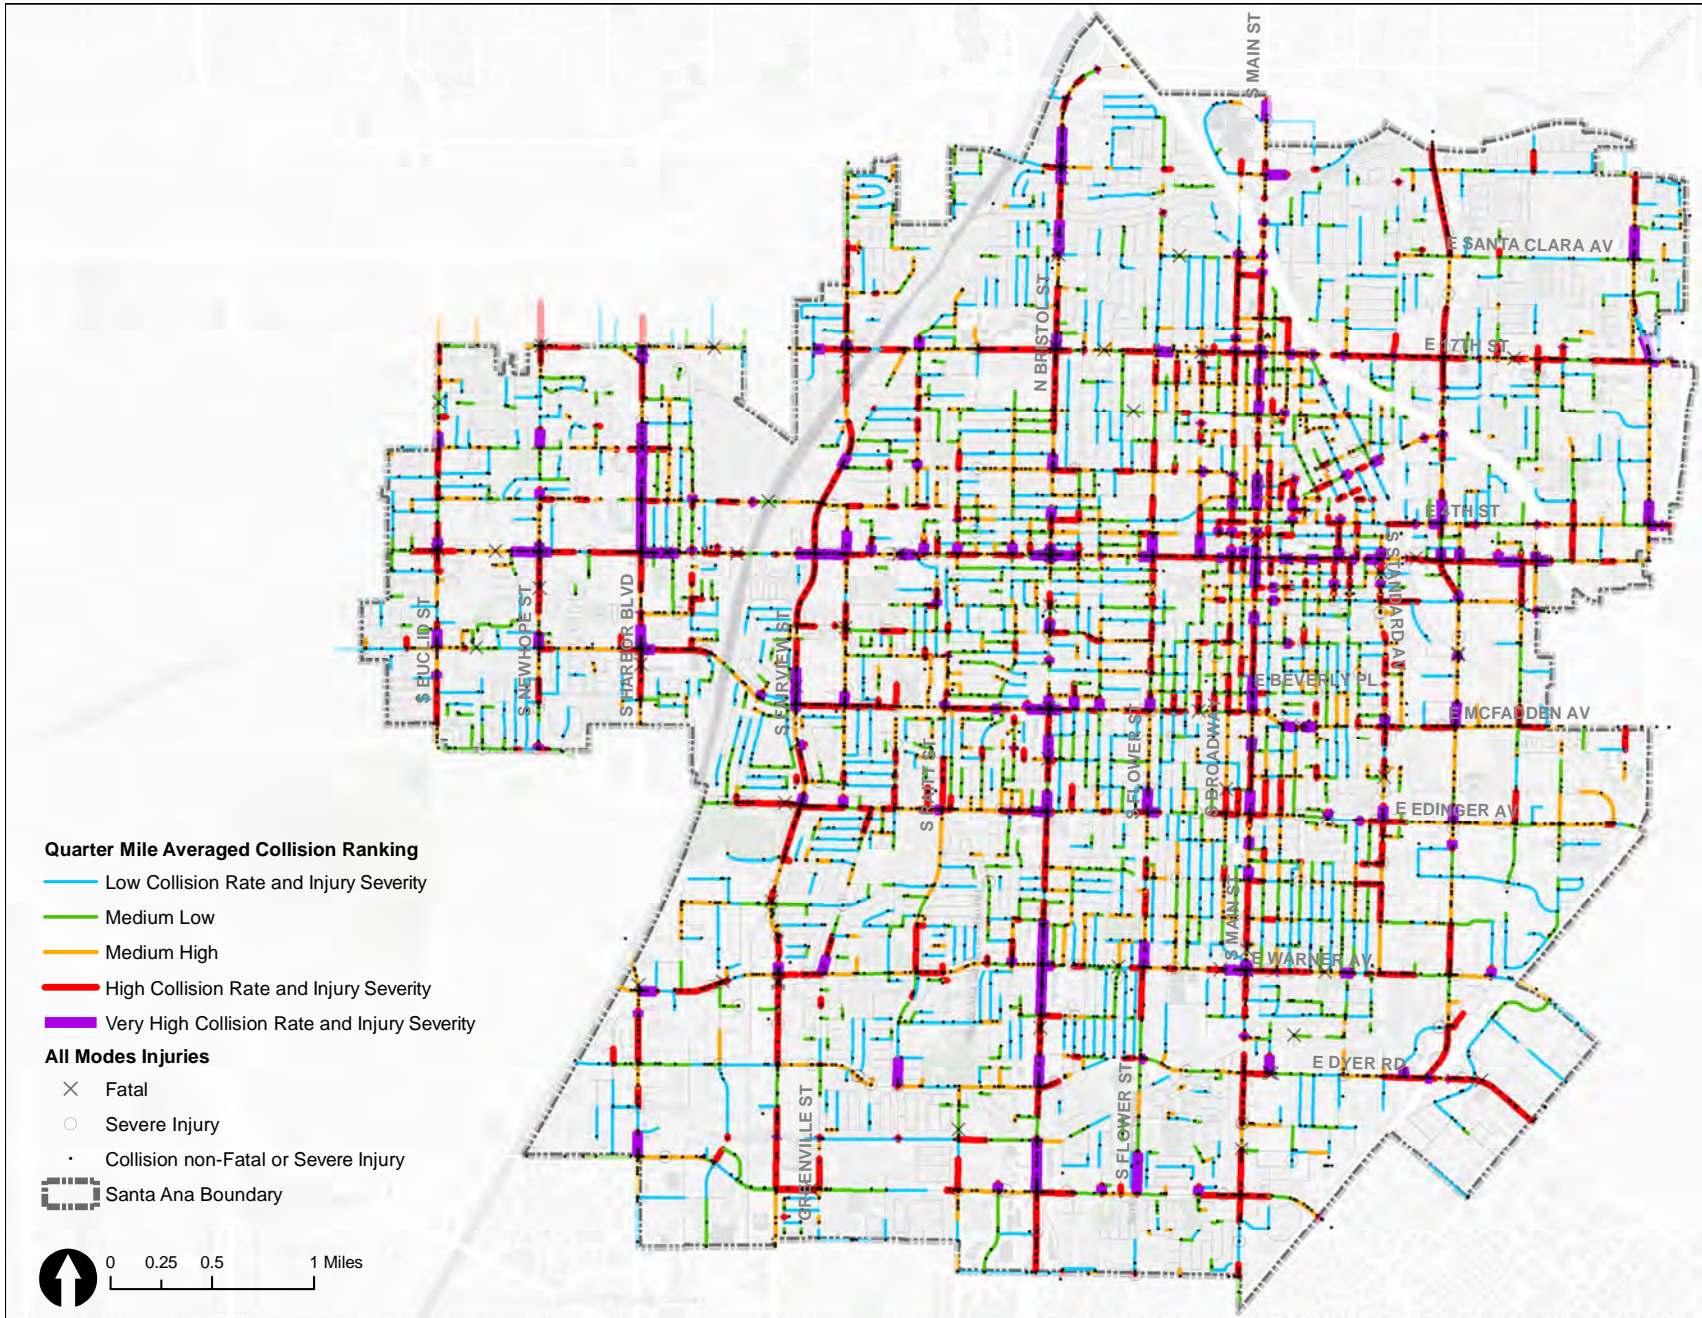 S MAIN ST
E SANTA CLARA AV
N BRISTOL ST
E 17TH ST
E 4TH ST
S STANDARD AV
S EUCLID ST
S NEWHOPE ST
S HARBOR BLVD
S FAIRVIEW ST
E BEVERLY PL
E MCFADDEN AV
S FLOWER ST
S BROADWAY
S RAITT ST
E EDINGER AV
Quarter Mile Averaged Collision Ranking
Low Collision Rate and Injury Severity
Medium Low
Medium High
High Collision Rate and Injury Severity
Very High Collision Rate and Injury Severity
All Modes Injuries
Fatal
Severe Injury
Collision non-Fatal or Severe Injury
Santa Ana Boundary
S MAIN ST
E WARNER AV
E DYER RD
GREENVILLE ST
S FLOWER ST
0 0.25 0.5 1 Miles